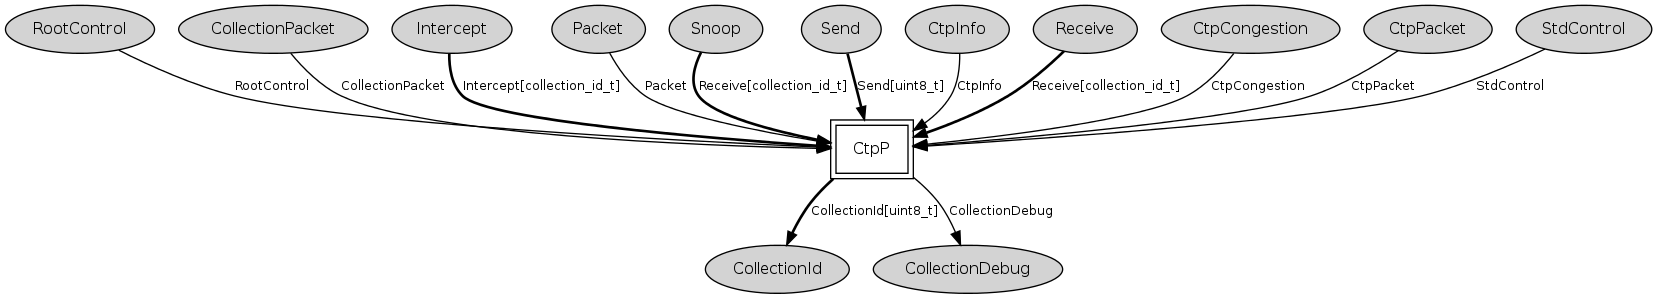 RootControl
CollectionPacket
Intercept
Packet
Snoop
Send
CtpInfo
Receive
CtpCongestion
CtpPacket
StdControl
RootControl
CollectionPacket
Intercept[collection_id_t]
Packet
Receive[collection_id_t]
Send[uint8_t]
CtpInfo
Receive[collection_id_t]
CtpCongestion
CtpPacket
StdControl
CtpP
CollectionId[uint8_t]
CollectionDebug
CollectionId
CollectionDebug